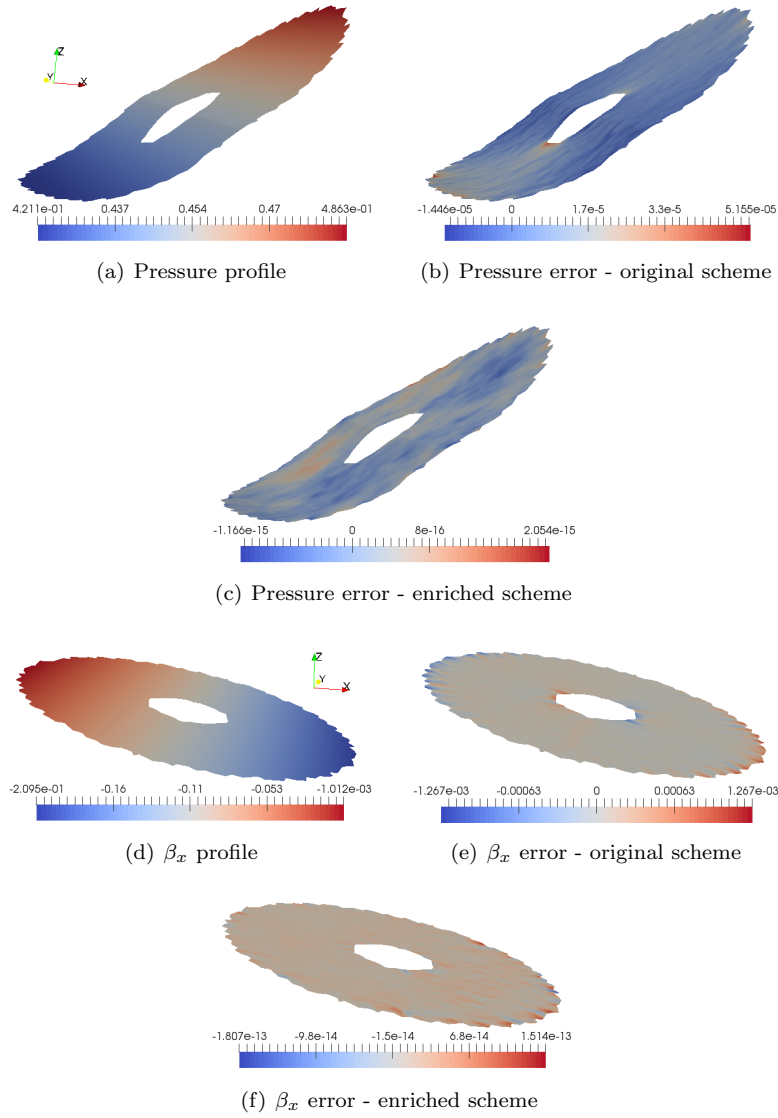 Z
Y X
4.211e-01 0.437 0.454 0.47 4.863e-01
(a) Pressure profile
-1.446e-05 0 1.7e-5 3.3e-5 5.155e-05
(b) Pressure error - original scheme
-1.166e-15 0 8e-16 2.054e-15
(c) Pressure error - enriched scheme
Z
Y X
-2.095e-01 -0.16 -0.11 -0.053 -1.012e-03
(d) βx profile
-1.267e-03 -0.00063 0 0.00063 1.267e-03
(e) βx error - original scheme
-1.807e-13 -9.8e-14 -1.5e-14 6.8e-14 1.514e-13
(f) βx error - enriched scheme